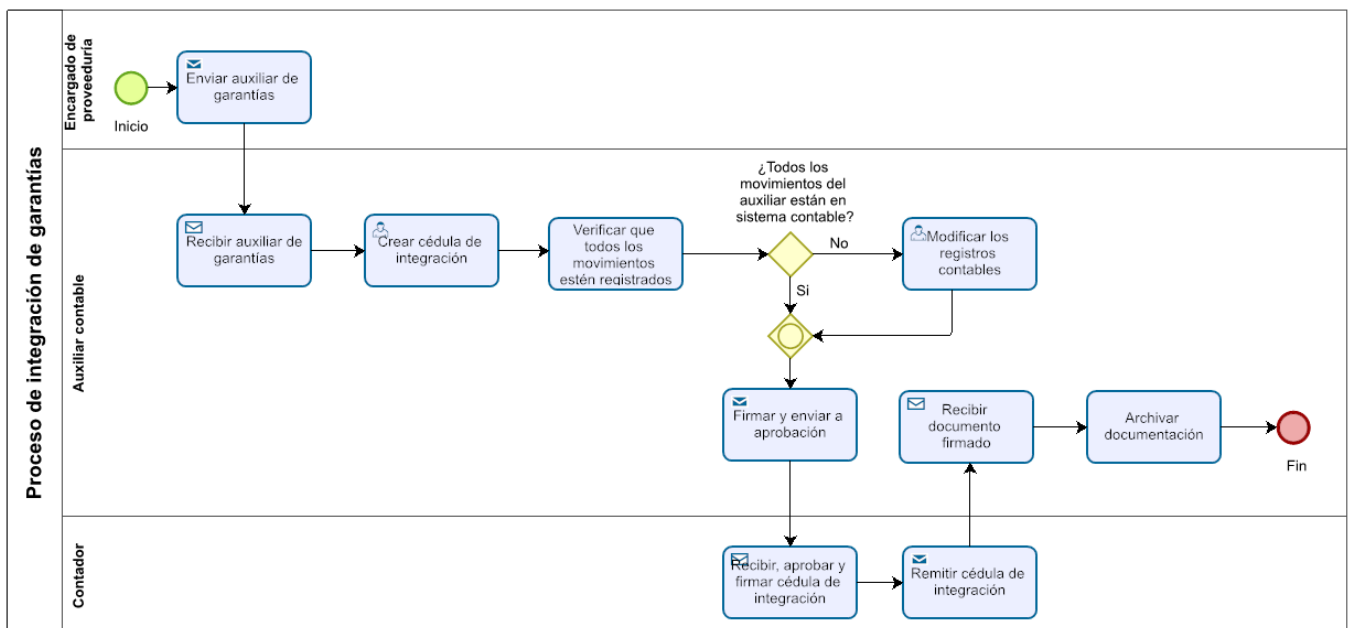 Proceso de integración de garantías
Encargado de
proveeduría
Inicio
Enviar auxiliar de
garantías
Auxiliar contable
Recibir auxiliar de
garantías
Crear cédula de
integración
Verificar que
todos los
movimientos
estén registrados
¿Todos los
movimientos del
auxiliar están en
sistema contable?
No
Si
Modificar los
registros
contables
Firmar y enviar a
aprobación
Recibir
documento
firmado
Archivar
documentación
Fin
Contador
Recibir, aprobar y
firmar cédula de
integración
Remitir cédula de
integración